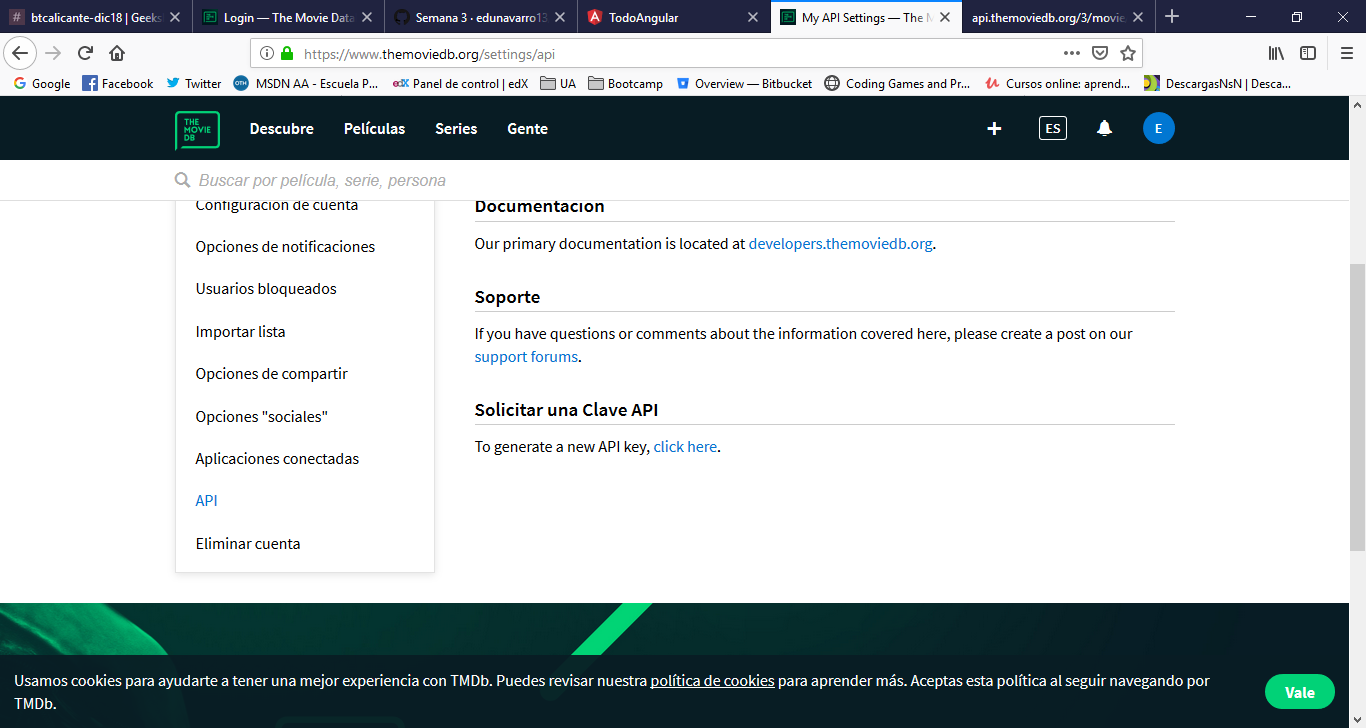 btcalicante-dic18 | Geeks
Login — The Movie Data
Semana 3 · edunavarro13
TodoAngular
My API Settings — The M
api.themoviedb.org/3/movie
https://www.themoviedb.org/settings/api
Google
Facebook
Twitter
MSDN AA - Escuela P...
edX Panel de control | edX
UA
Bootcamp
Overview — Bitbucket
Coding Games and Pr...
Cursos online: aprend...
DescargasNsN | Desca...
THE MOVIE DB
Descubre
Películas
Series
Gente
ES
E
Buscar por película, serie, persona
Configuración de cuenta
Opciones de notificaciones
Usuarios bloqueados
Importar lista
Opciones de compartir
Opciones "sociales"
Aplicaciones conectadas
API
Eliminar cuenta
Documentación
Our primary documentation is located at developers.themoviedb.org.
Soporte
If you have questions or comments about the information covered here, please create a post on our
support forums.
Solicitar una Clave API
To generate a new API key, click here.
Usamos cookies para ayudarte a tener una mejor experiencia con TMDb. Puedes revisar nuestra política de cookies para aprender más. Aceptas esta política al seguir navegando por
TMDb.
Vale